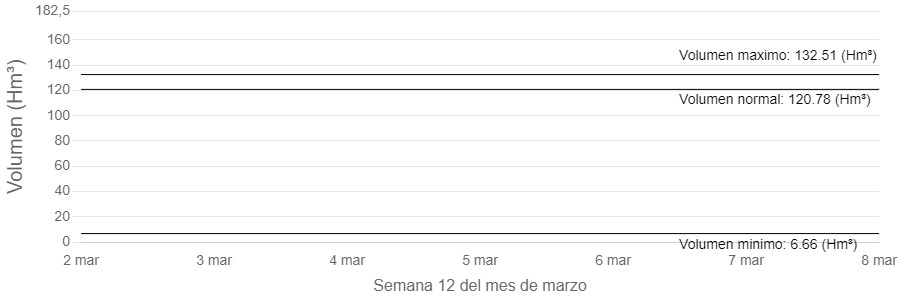 182,5
160
140
120
100
80
60
40
20
0
Volumen (Hm³)
Volumen maximo: 132.51 (Hm³)
Volumen normal: 120.78 (Hm³)
Volumen minimo: 6.66 (Hm³)
2 mar 3 mar 4 mar 5 mar 6 mar 7 mar 8 mar
Semana 12 del mes de marzo